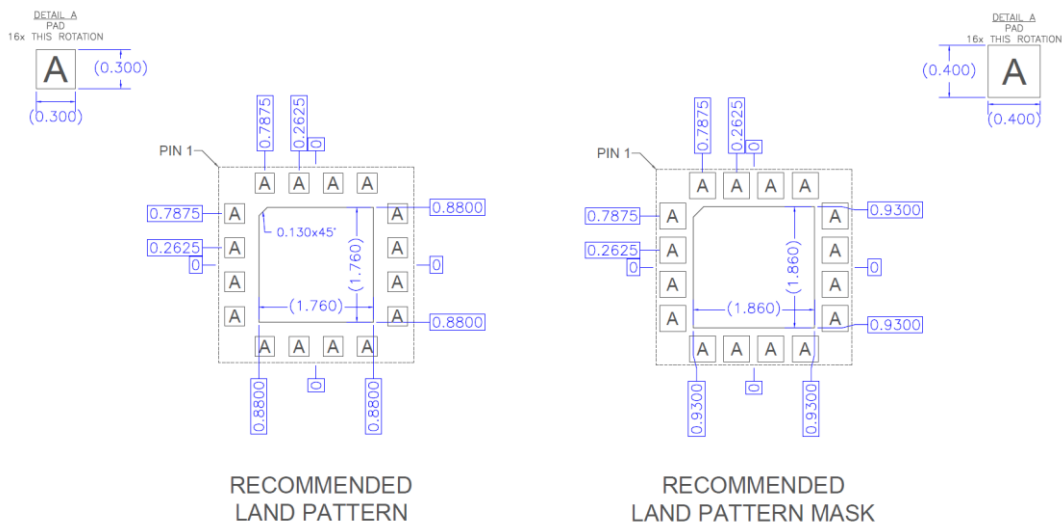 DETAIL A
PAD
16x THIS ROTATION
A
(0.300)
(0.300)
0.7875
0.2625
0
PIN 1
A A A A
0.7875
A
A
0.8800
0.130x45°
0.2625
A
(1.760)
A
0
0
A
A
(1.760)
A
A
0.8800
A A A A
0.8800
0
0.8800
RECOMMENDED
LAND PATTERN
DETAIL A
PAD
16x THIS ROTATION
(0.400)
A
(0.400)
0.7875
0.2625
0
PIN 1
A A A A
0.7875
A
A
0.9300
0.2625
A
(1.860)
A
0
0
A
A
(1.860)
A
A
0.9300
A A A A
0.9300
0
0.9300
RECOMMENDED
LAND PATTERN MASK